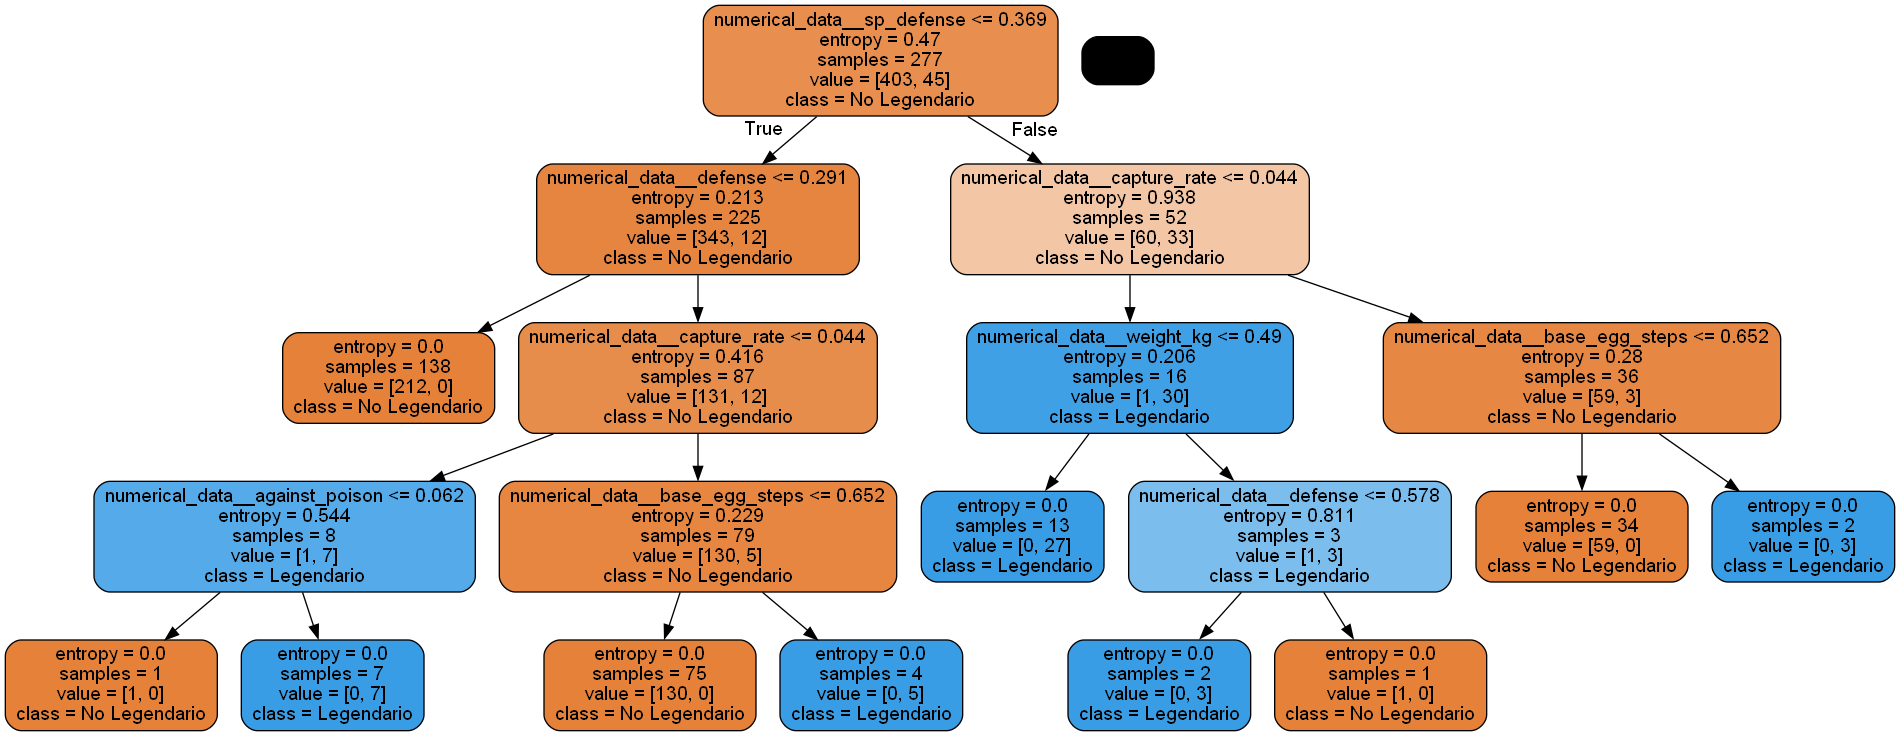 numerical_data__sp_defense <= 0.369
entropy = 0.47
samples = 277
value = [403, 45]
class = No Legendario
True
False
numerical_data__defense <= 0.291
entropy = 0.213
samples = 225
value = [343, 12]
class = No Legendario
numerical_data__capture_rate <= 0.044
entropy = 0.938
samples = 52
value = [60, 33]
class = No Legendario
entropy = 0.0
samples = 138
value = [212, 0]
class = No Legendario
numerical_data__capture_rate <= 0.044
entropy = 0.416
samples = 87
value = [131, 12]
class = No Legendario
numerical_data__weight_kg <= 0.49
entropy = 0.206
samples = 16
value = [1, 30]
class = Legendario
numerical_data__base_egg_steps <= 0.652
entropy = 0.28
samples = 36
value = [59, 3]
class = No Legendario
numerical_data__against_poison <= 0.062
entropy = 0.544
samples = 8
value = [1, 7]
class = Legendario
numerical_data__base_egg_steps <= 0.652
entropy = 0.229
samples = 79
value = [130, 5]
class = No Legendario
entropy = 0.0
samples = 13
value = [0, 27]
class = Legendario
numerical_data__defense <= 0.578
entropy = 0.811
samples = 3
value = [1, 3]
class = Legendario
entropy = 0.0
samples = 34
value = [59, 0]
class = No Legendario
entropy = 0.0
samples = 2
value = [0, 3]
class = Legendario
entropy = 0.0
samples = 1
value = [1, 0]
class = No Legendario
entropy = 0.0
samples = 7
value = [0, 7]
class = Legendario
entropy = 0.0
samples = 75
value = [130, 0]
class = No Legendario
entropy = 0.0
samples = 4
value = [0, 5]
class = Legendario
entropy = 0.0
samples = 2
value = [0, 3]
class = Legendario
entropy = 0.0
samples = 1
value = [1, 0]
class = No Legendario